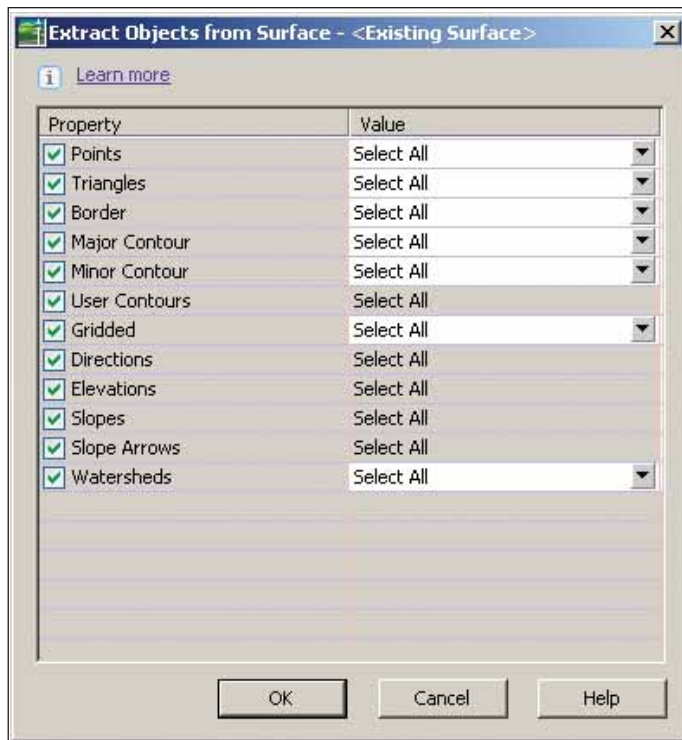 Extract Objects from Surface - <Existing Surface>
Learn more
Property Value
Points Select All
Triangles Select All
Border Select All
Major Contour Select All
Minor Contour Select All
User Contours Select All
Gridded Select All
Directions Select All
Elevations Select All
Slopes Select All
Slope Arrows Select All
Watersheds Select All
OK Cancel Help